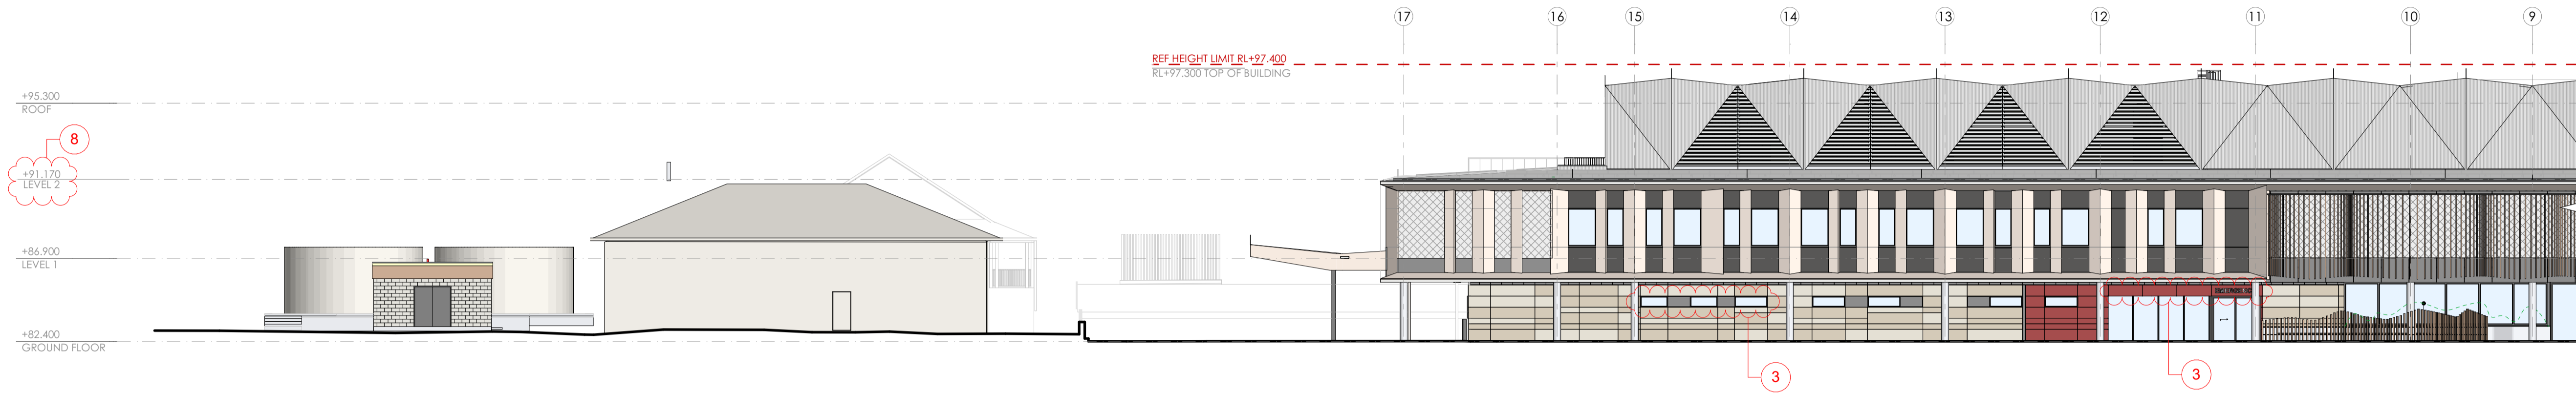 17
16
15
14
13
12
11
10
9
REF HEIGHT LIMIT RL+97.400
RL+97.300 TOP OF BUILDING
+95.300
ROOF
8
+91.170
LEVEL 2
+86.900
LEVEL 1
+82.400
GROUND FLOOR
3
3